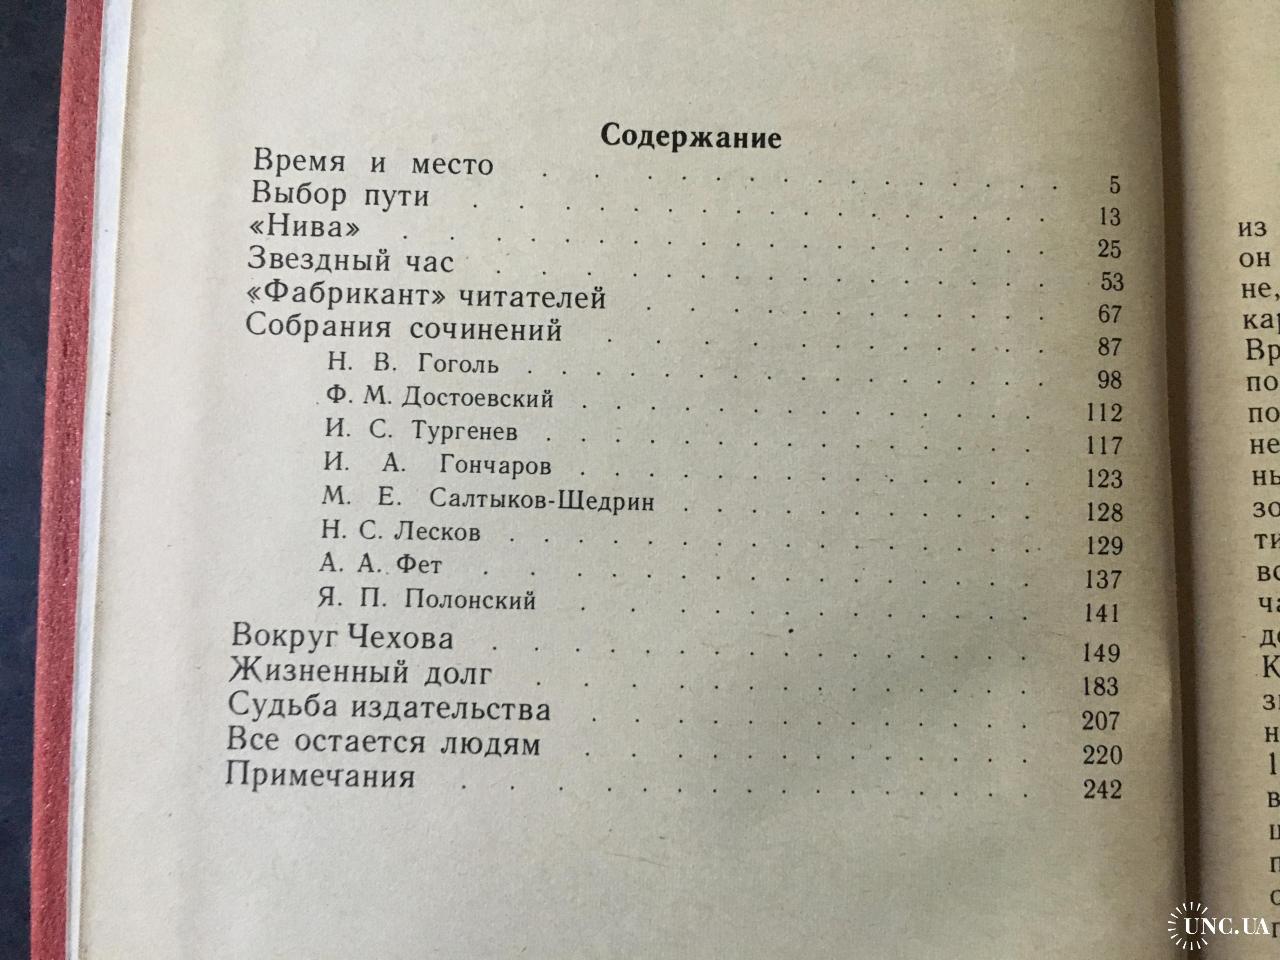 Содержание
Время и место . . . . . . . . . . . . . 5
Выбор пути . . . . . . . . . . . . . 13
«Нива» . . . . . . . . . . . . . 25
Звездный час . . . . . . . . . . . . . 53
«Фабрикант» читателей . . . . . . . . . . 67
Собрания сочинений . . . . . . . . . . 87
Н. В. Гоголь . . . . . . . . . . . . 98
Ф. М. Достоевский . . . . . . . . . . . 112
И. С. Тургенев . . . . . . . . . . . 117
И. А. Гончаров . . . . . . . . . . . 123
М. Е. Салтыков-Щедрин . . . . . . . . 128
Н. С. Лесков . . . . . . . . . . . . 129
А. А. Фет . . . . . . . . . . . . 137
Я. П. Полонский . . . . . . . . . . 141
Вокруг Чехова . . . . . . . . . . . . 149
Жизненный долг . . . . . . . . . . . 183
Судьба издательства . . . . . . . . . . 207
Все остается людям . . . . . . . . . . 220
Примечания . . . . . . . . . . . . 242
из
он
не,
UNC.UA